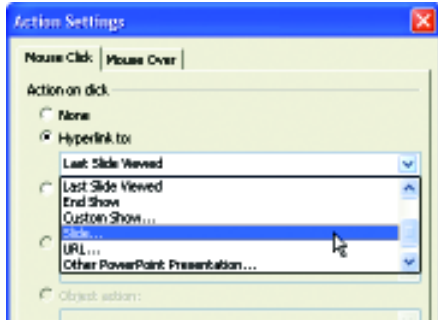 Action Settings
Mouse Click Mouse Over
Action on click
None
Hyperlink to:
Last Slide Viewed
Last Slide Viewed
End Show
Custom Show...
Slide...
URL...
Other PowerPoint Presentation...
Object action: